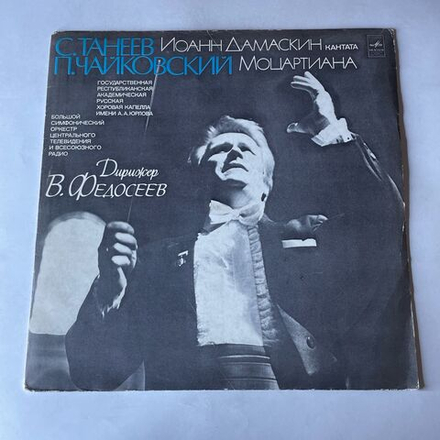 С. ТАНЕЕВ Иоанн Дамаскин КАНТАТА
П. ЧАЙКОВСКИЙ Моцартиана
ГОСУДАРСТВЕННАЯ
РЕСПУБЛИКАНСКАЯ
АКАДЕМИЧЕСКАЯ
РУССКАЯ
ХОРОВАЯ КАПЕЛЛА
ИМЕНИ А.А.ЮРЛОВА
БОЛЬШОЙ
СИМФОНИЧЕСКИЙ
ОРКЕСТР
ЦЕНТРАЛЬНОГО
ТЕЛЕВИДЕНИЯ
И ВСЕСОЮЗНОГО
РАДИО
Дирижер
В. Федосеев